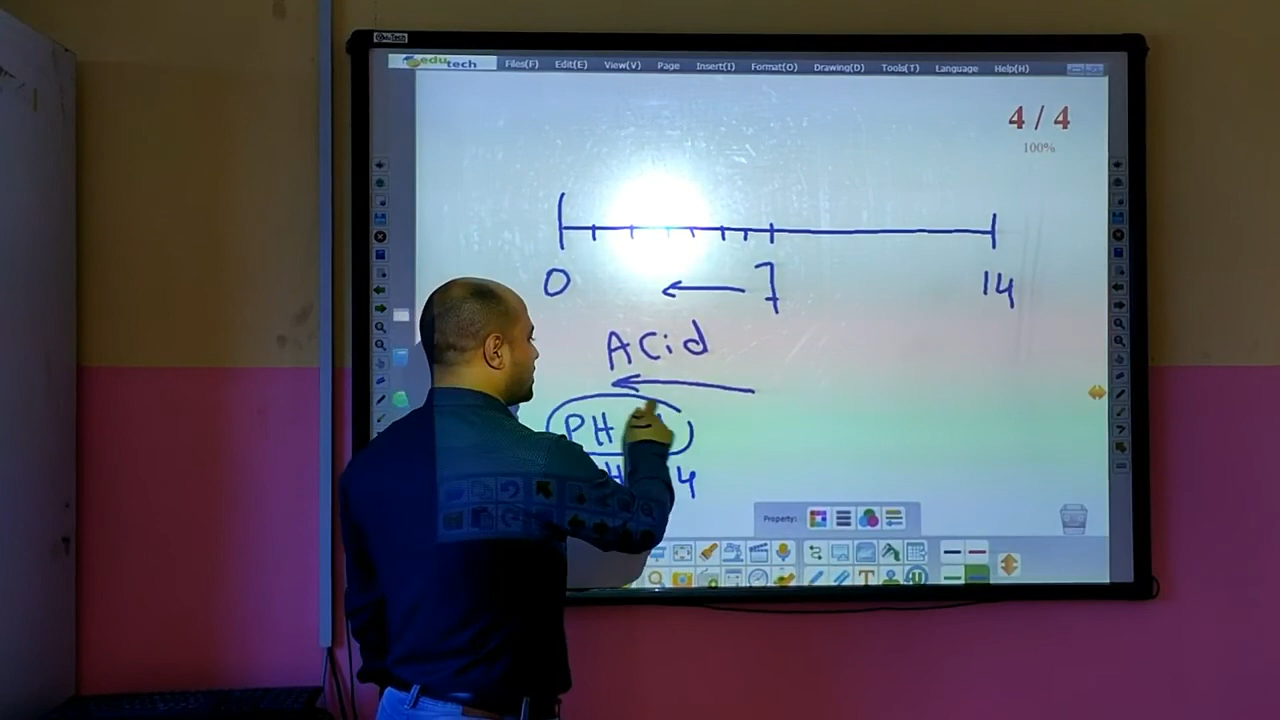 edu tech Files(F) Edit(E) View(V) Page Insert(I) Format(O) Drawing(D) Tools(T) Language Help(H)
4 / 4
100%
0 7 14
ACid
PH
H 4
Property: